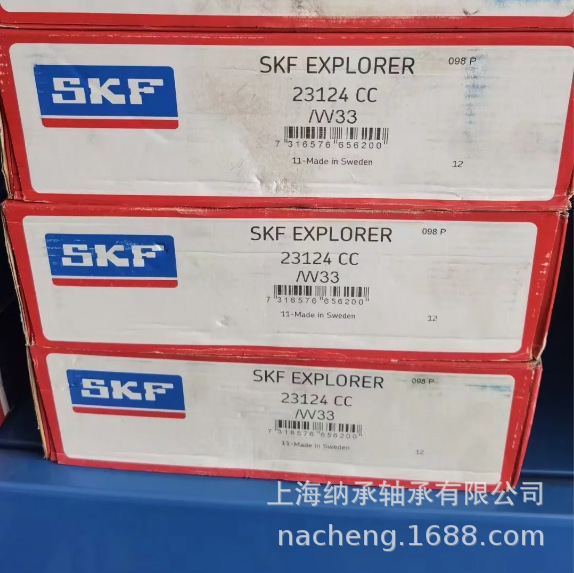 SKF
SKF EXPLORER
098 P
23124 CC
/W33
7 316576 656200
11-Made in Sweden
12
SKF
SKF EXPLORER
098 P
23124 CC
/W33
7 316576 656200
11-Made in Sweden
12
SKF
SKF EXPLORER
098 P
23124 CC
/W33
7 316576 656200
11-Made in Sweden
12
上海纳承轴承有限公司
nacheng.1688.com